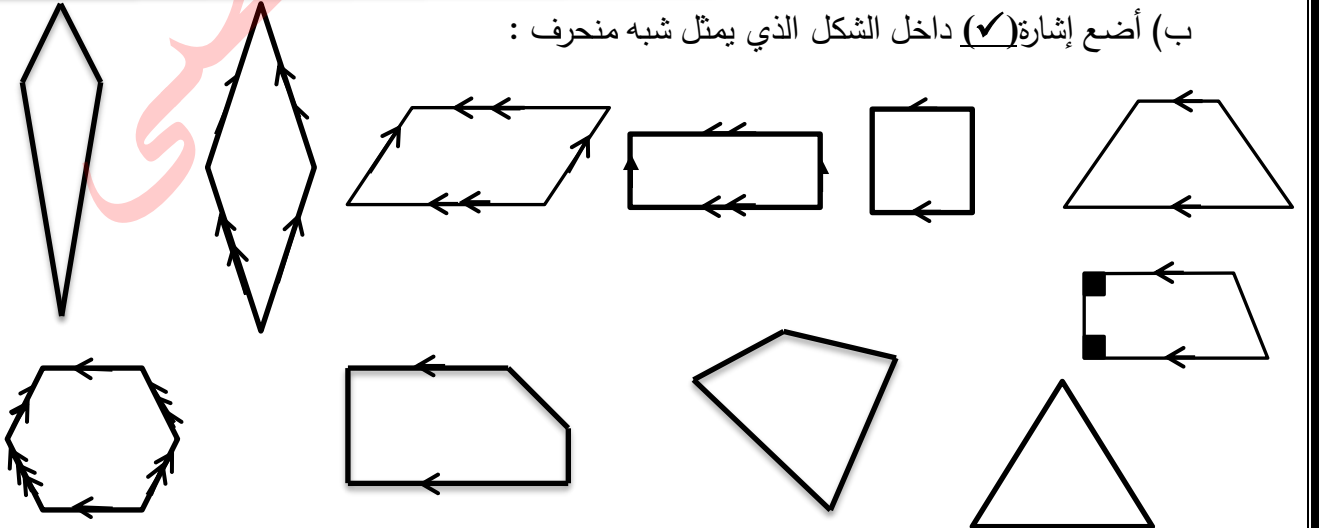 ب) أضع إشارة(✓) داخل الشكل الذي يمثل شبه منحرف :